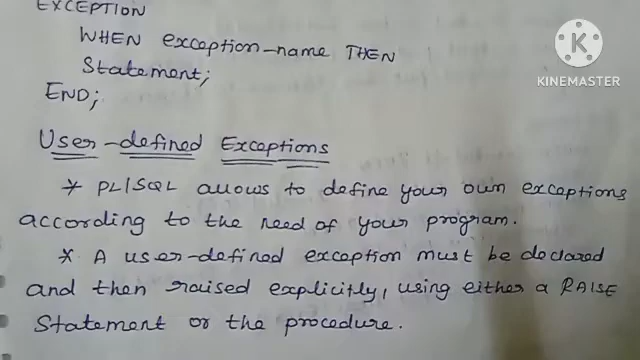 EXCEPTION
WHEN exception-name THEN
Statement;
END;
User-defined Exceptions
* PL/SQL allows to define your own exceptions
according to the need of your program.
* A user-defined exception must be declared
and then raised explicitly, using either a RAISE
Statement or the procedure.
K
KINEMASTER